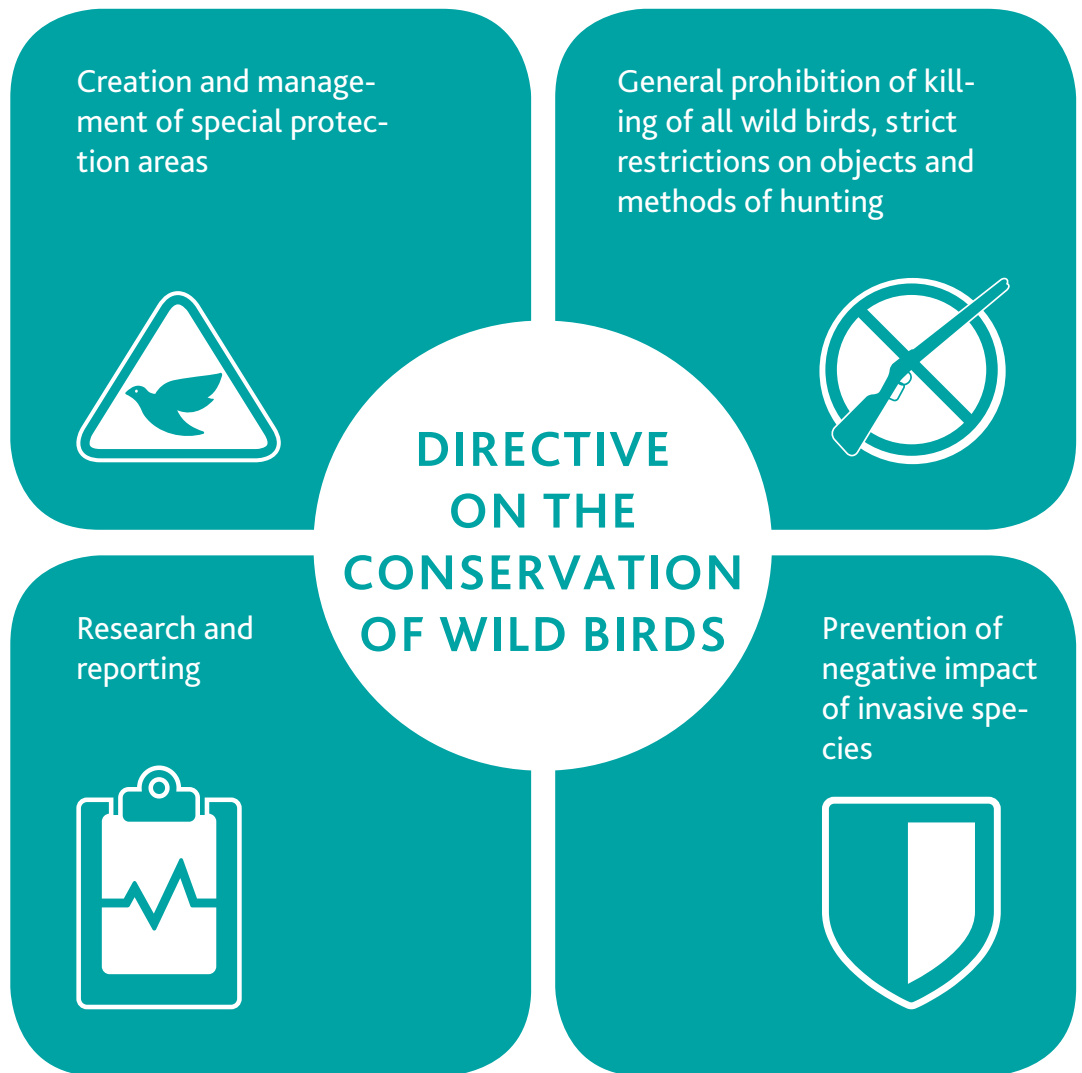 Creation and manage-
ment of special protec-
tion areas
General prohibition of kill-
ing of all wild birds, strict
restrictions on objects and
methods of hunting
DIRECTIVE
ON THE
CONSERVATION
OF WILD BIRDS
Research and
reporting
Prevention of
negative impact
of invasive spe-
cies